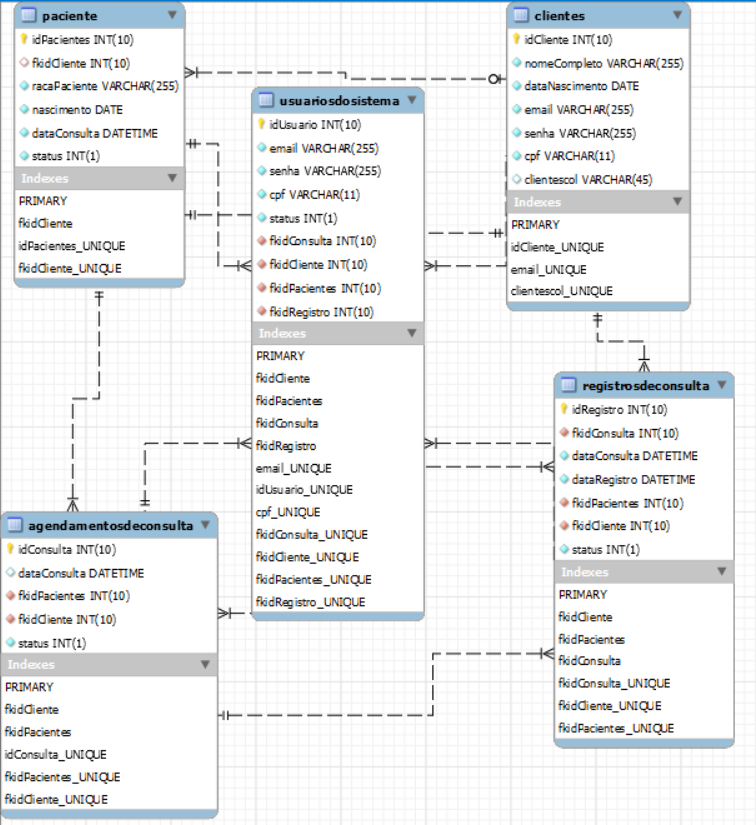 paciente
idPacientes INT(10)
fkidCliente INT(10)
racaPaciente VARCHAR(255)
nascimento DATE
dataConsulta DATETIME
status INT(1)
Indexes
PRIMARY
fkidCliente
idPacientes_UNIQUE
fkidCliente_UNIQUE
clientes
idCliente INT(10)
nomeCompleto VARCHAR(255)
dataNascimento DATE
email VARCHAR(255)
senha VARCHAR(255)
cpf VARCHAR(11)
clientescol VARCHAR(45)
Indexes
PRIMARY
idCliente_UNIQUE
email_UNIQUE
clientescol_UNIQUE
usuariosdosistema
idUsuario INT(10)
email VARCHAR(255)
senha VARCHAR(255)
cpf VARCHAR(11)
status INT(1)
fkidConsulta INT(10)
fkidCliente INT(10)
fkidPacientes INT(10)
fkidRegistro INT(10)
Indexes
PRIMARY
fkidCliente
fkidPacientes
fkidConsulta
fkidRegistro
email_UNIQUE
idUsuario_UNIQUE
cpf_UNIQUE
fkidConsulta_UNIQUE
fkidCliente_UNIQUE
fkidPacientes_UNIQUE
fkidRegistro_UNIQUE
registrosdeconsulta
idRegistro INT(10)
fkidConsulta INT(10)
dataConsulta DATETIME
dataRegistro DATETIME
fkidPacientes INT(10)
fkidCliente INT(10)
status INT(1)
Indexes
PRIMARY
fkidCliente
fkidPacientes
fkidConsulta
fkidConsulta_UNIQUE
fkidCliente_UNIQUE
fkidPacientes_UNIQUE
agendamentosdeconsulta
idConsulta INT(10)
dataConsulta DATETIME
fkidPacientes INT(10)
fkidCliente INT(10)
status INT(1)
Indexes
PRIMARY
fkidCliente
fkidPacientes
idConsulta_UNIQUE
fkidPacientes_UNIQUE
fkidCliente_UNIQUE